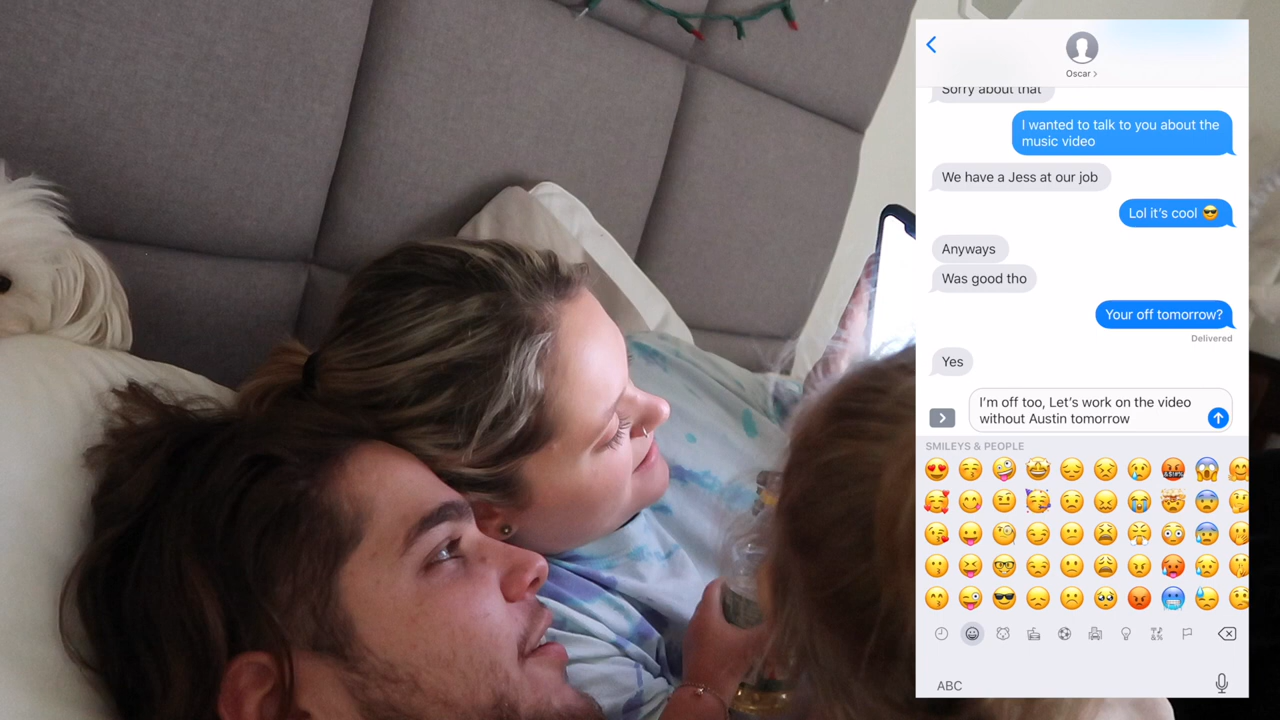 Oscar >
Sorry about that
I wanted to talk to you about the
music video
We have a Jess at our job
Lol it's cool 😎
Anyways
Was good tho
Your off tomorrow?
Delivered
Yes
I'm off too, Let's work on the video
without Austin tomorrow
SMILEYS & PEOPLE
ABC